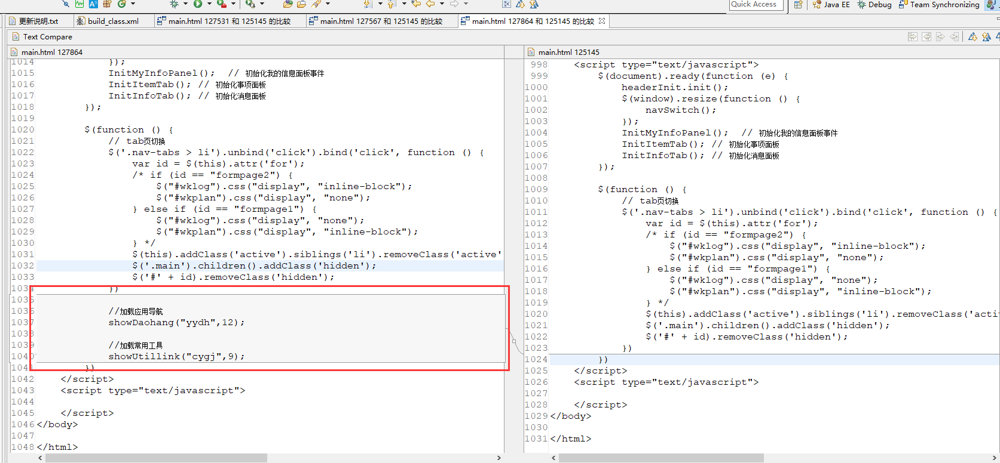 Quick Access
Java EE
Debug
Team Synchronizing
更新说明.txt
build_class.xml
main.html 127531 和 125145 的比较
main.html 127567 和 125145 的比较
main.html 127864 和 125145 的比较
Text Compare
main.html 127864
1014             });
1015             InitMyInfoPanel();  // 初始化我的信息面板事件
1016             InitItemTab(); // 初始化事项面板
1017             InitInfoTab(); // 初始化消息面板
1018         });
1019
1020         $(function () {
1021             // tab页切换
1022             $('.nav-tabs > li').unbind('click').bind('click', function () {
1023                 var id = $(this).attr('for');
1024                 /* if (id == "formpage2") {
1025                     $("#wklog").css("display", "inline-block");
1026                     $("#wkplan").css("display", "none");
1027                 } else if (id == "formpage1") {
1028                     $("#wklog").css("display", "none");
1029                     $("#wkplan").css("display", "inline-block");
1030                 } */
1031                 $(this).addClass('active').siblings('li').removeClass('active'
1032                 $('.main').children().addClass('hidden');
1033                 $('#' + id).removeClass('hidden');
1034             })
1035
1036             //加载应用导航
1037             showDaohang("yydh",12);
1038
1039             //加载常用工具
1040             showUtillink("cygj",9);
1041         })
1042     </script>
1043     <script type="text/javascript">
1044
1045     </script>
1046 </body>
1047
1048 </html>
main.html 125145
998     <script type="text/javascript">
999         $(document).ready(function (e) {
1000             headerInit.init();
1001             $(window).resize(function () {
1002                 navSwitch();
1003             });
1004             InitMyInfoPanel();  // 初始化我的信息面板事件
1005             InitItemTab(); // 初始化事项面板
1006             InitInfoTab(); // 初始化消息面板
1007         });
1008
1009         $(function () {
1010             // tab页切换
1011             $('.nav-tabs > li').unbind('click').bind('click', function () {
1012                 var id = $(this).attr('for');
1013                 /* if (id == "formpage2") {
1014                     $("#wklog").css("display", "inline-block");
1015                     $("#wkplan").css("display", "none");
1016                 } else if (id == "formpage1") {
1017                     $("#wklog").css("display", "none");
1018                     $("#wkplan").css("display", "inline-block");
1019                 } */
1020                 $(this).addClass('active').siblings('li').removeClass('acti
1021                 $('.main').children().addClass('hidden');
1022                 $('#' + id).removeClass('hidden');
1023             })
1024         })
1025     </script>
1026     <script type="text/javascript">
1027
1028     </script>
1029 </body>
1030
1031 </html>